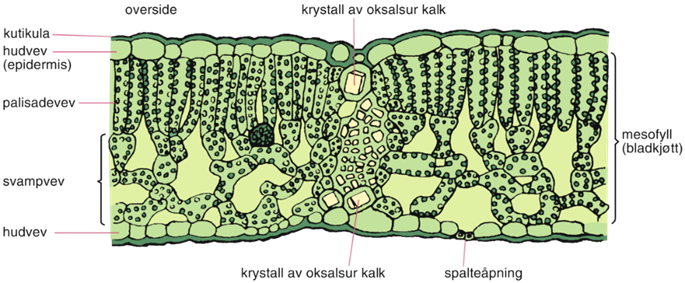 overside
krystall av oksalsur kalk
kutikula
hudvev
(epidermis)
palisadevev
mesofyll
(bladkjøtt)
svampvev
hudvev
krystall av oksalsur kalk
spalteåpning